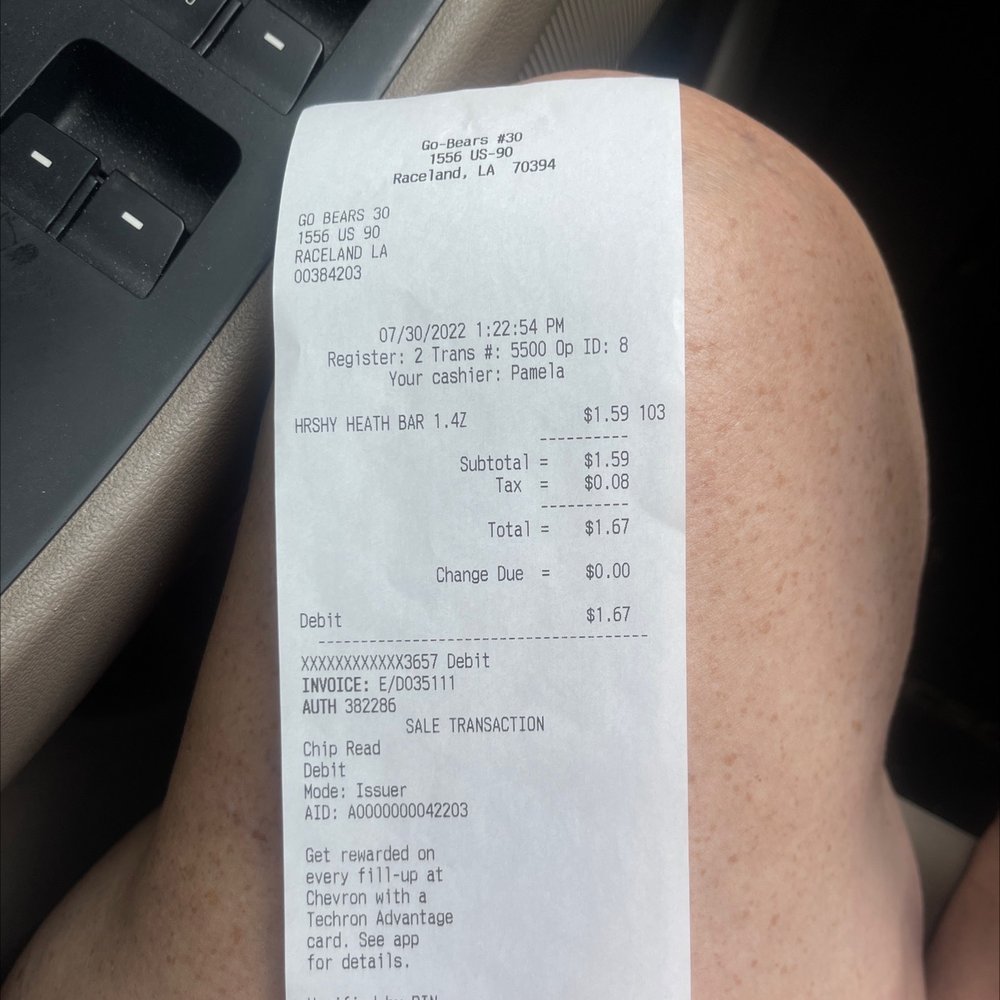 Go-Bears #30
1556 US-90
Raceland, LA 70394
GO BEARS 30
1556 US 90
RACELAND LA
00384203
07/30/2022 1:22:54 PM
Register: 2 Trans #: 5500 Op ID: 8
Your cashier: Pamela
HRSHY HEATH BAR 1.4Z $1.59 103
----------
Subtotal = $1.59
Tax = $0.08
----------
Total = $1.67
Change Due = $0.00
Debit $1.67
--------------------------------------
XXXXXXXXXXXX3657 Debit
INVOICE: E/D035111
AUTH 382286
SALE TRANSACTION
Chip Read
Debit
Mode: Issuer
AID: A0000000042203
Get rewarded on
every fill-up at
Chevron with a
Techron Advantage
card. See app
for details.
Verified by PIN